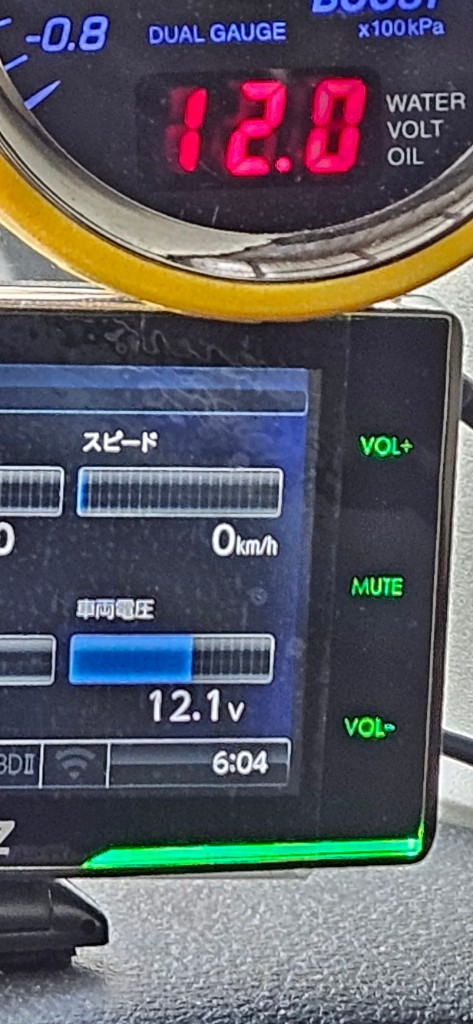 -0.8
DUAL GAUGE
BOOST
x100kPa
12.0
WATER
VOLT
OIL
スピード
VOL+
0
0km/h
MUTE
車両電圧
12.1v
VOL-
BDII
6:04
Z